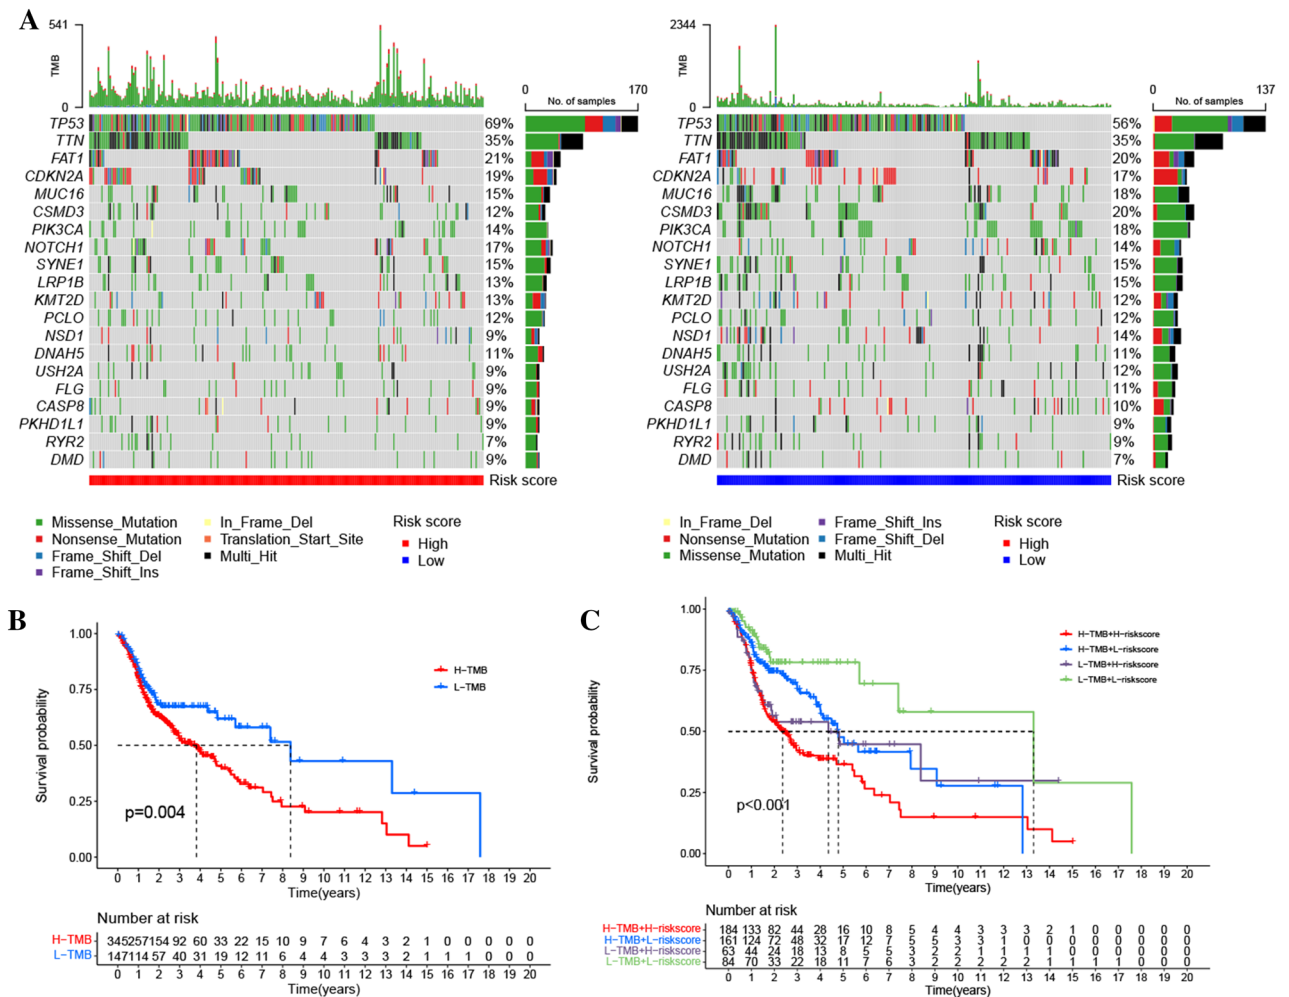 A
541
TMB
0
0 170
No. of samples
TP53 69%
TTN 35%
FAT1 21%
CDKN2A 19%
MUC16 15%
CSMD3 12%
PIK3CA 14%
NOTCH1 17%
SYNE1 15%
LRP1B 13%
KMT2D 13%
PCLO 12%
NSD1 9%
DNAH5 11%
USH2A 9%
FLG 9%
CASP8 9%
PKHD1L1 9%
RYR2 7%
DMD 9%
Risk score
Missense_Mutation
Nonsense_Mutation
Frame_Shift_Del
Frame_Shift_Ins
In_Frame_Del
Translation_Start_Site
Multi_Hit
Risk score
High
Low
2344
TMB
0
0 137
No. of samples
TP53 56%
TTN 35%
FAT1 20%
CDKN2A 17%
MUC16 18%
CSMD3 20%
PIK3CA 18%
NOTCH1 14%
SYNE1 15%
LRP1B 15%
KMT2D 12%
PCLO 12%
NSD1 14%
DNAH5 11%
USH2A 12%
FLG 11%
CASP8 10%
PKHD1L1 9%
RYR2 9%
DMD 7%
Risk score
In_Frame_Del
Nonsense_Mutation
Missense_Mutation
Frame_Shift_Ins
Frame_Shift_Del
Multi_Hit
Risk score
High
Low
B
Survival probability
1.00
0.75
0.50
0.25
0.00
H-TMB
L-TMB
p=0.004
0 1 2 3 4 5 6 7 8 9 10 11 12 13 14 15 16 17 18 19 20
Time(years)
Number at risk
H-TMB 345 257 154 92 60 33 22 15 10 9 7 6 4 3 2 1 0 0 0 0 0
L-TMB 147 114 57 40 31 19 12 11 6 4 4 3 3 3 2 1 1 1 0 0 0
0 1 2 3 4 5 6 7 8 9 10 11 12 13 14 15 16 17 18 19 20
Time(years)
C
Survival probability
1.00
0.75
0.50
0.25
0.00
H-TMB+H-riskscore
H-TMB+L-riskscore
L-TMB+H-riskscore
L-TMB+L-riskscore
p<0.001
0 1 2 3 4 5 6 7 8 9 10 11 12 13 14 15 16 17 18 19 20
Time(years)
Number at risk
H-TMB+H-riskscore 184 133 82 44 28 16 10 8 5 4 4 3 3 3 2 1 0 0 0 0 0
H-TMB+L-riskscore 161 124 72 48 32 17 12 7 5 5 3 3 1 0 0 0 0 0 0 0 0
L-TMB+H-riskscore 63 44 24 18 13 8 5 5 3 2 2 1 1 1 1 0 0 0 0 0 0
L-TMB+L-riskscore 84 70 33 22 18 11 7 6 3 2 2 2 2 2 1 1 1 1 0 0 0
0 1 2 3 4 5 6 7 8 9 10 11 12 13 14 15 16 17 18 19 20
Time(years)